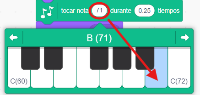 tocar nota 71 durante 0.25 tiempos
B (71)
C(60) C(72)